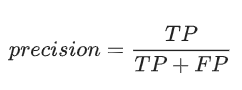 precision = TP / TP + FP